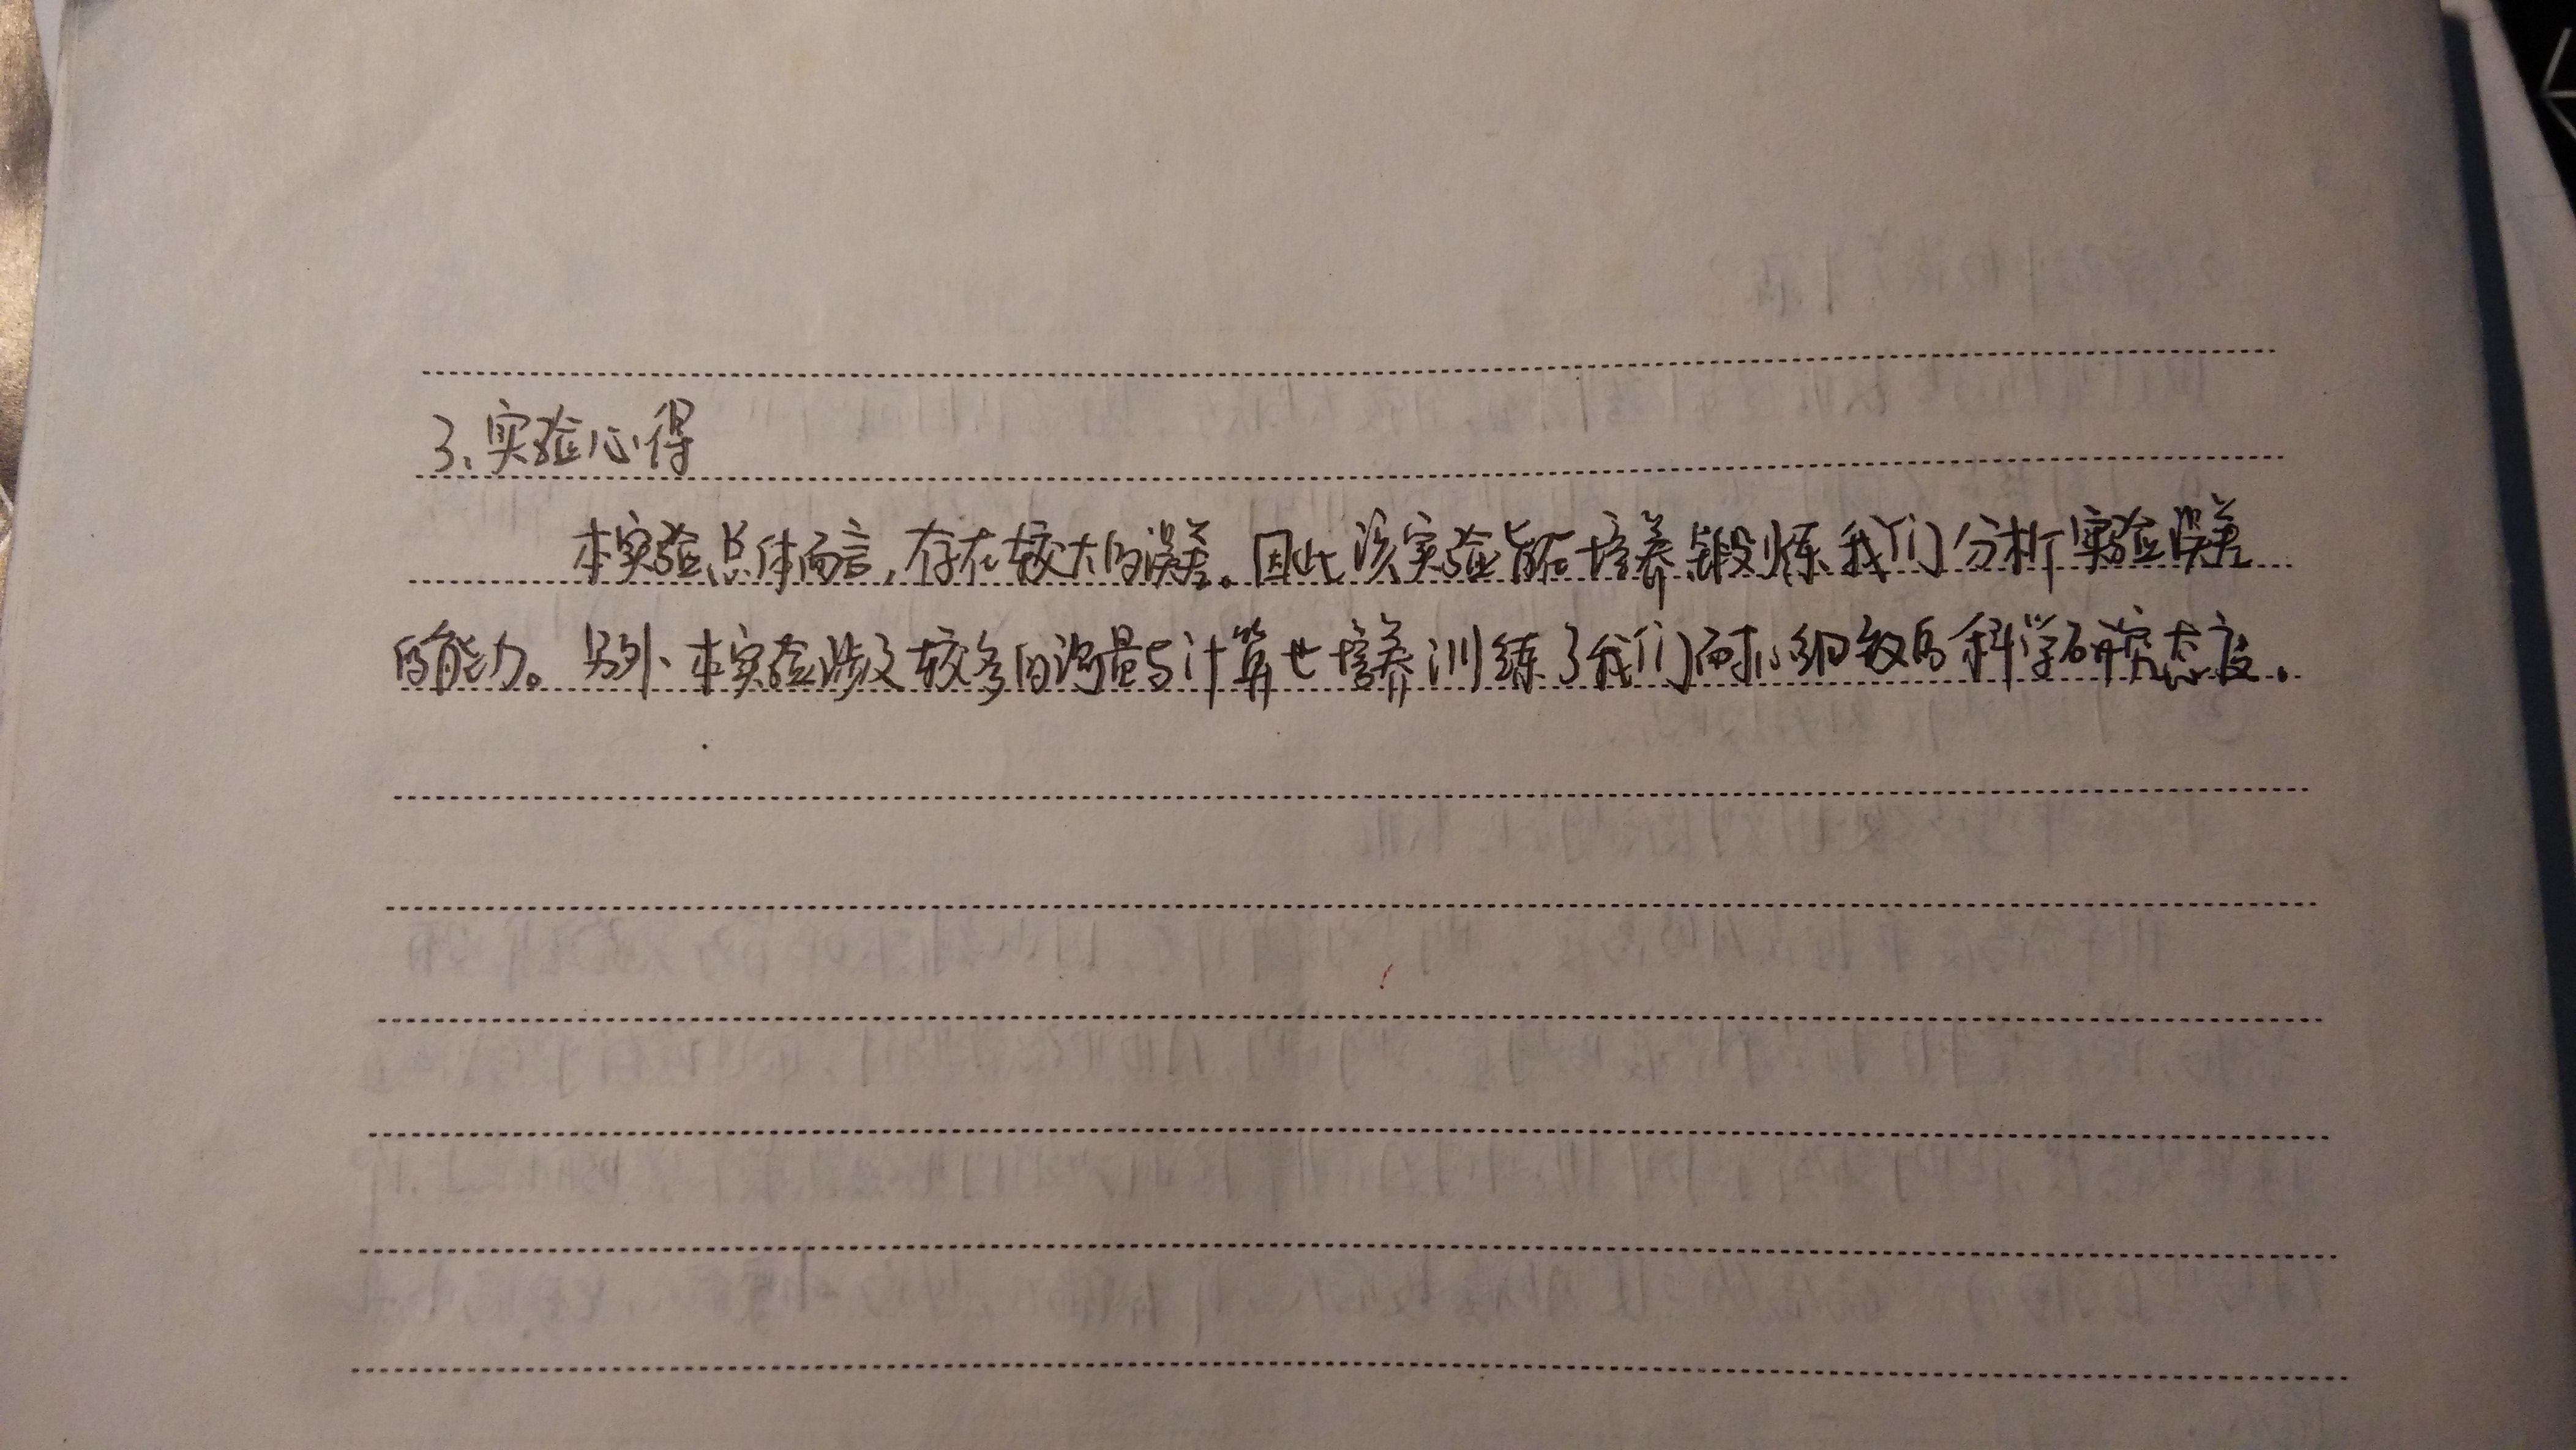 3、实验心得
本实验总体而言,存在较大的误差。因此该实验旨在培养锻炼我们分析实验误差
的能力。另外、本实验涉及较多的测量与计算也培养训练了我们耐心细致的科学研究态度.